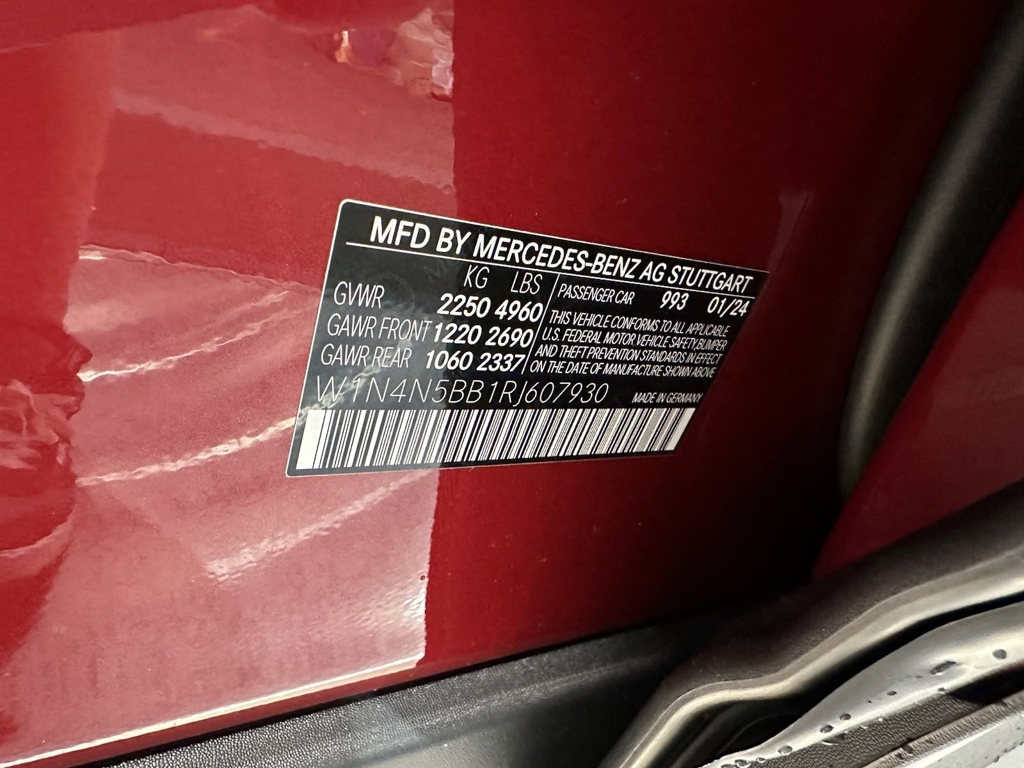 MFD BY MERCEDES-BENZ AG STUTTGART
KG LBS
GVWR 2250 4960
GAWR FRONT 1220 2690
GAWR REAR 1060 2337
PASSENGER CAR 993 01/24
THIS VEHICLE CONFORMS TO ALL APPLICABLE
U.S. FEDERAL MOTOR VEHICLE SAFETY, BUMPER
AND THEFT PREVENTION STANDARDS IN EFFECT
ON THE DATE OF MANUFACTURE SHOWN ABOVE
W1N4N5BB1RJ607930
MADE IN GERMANY